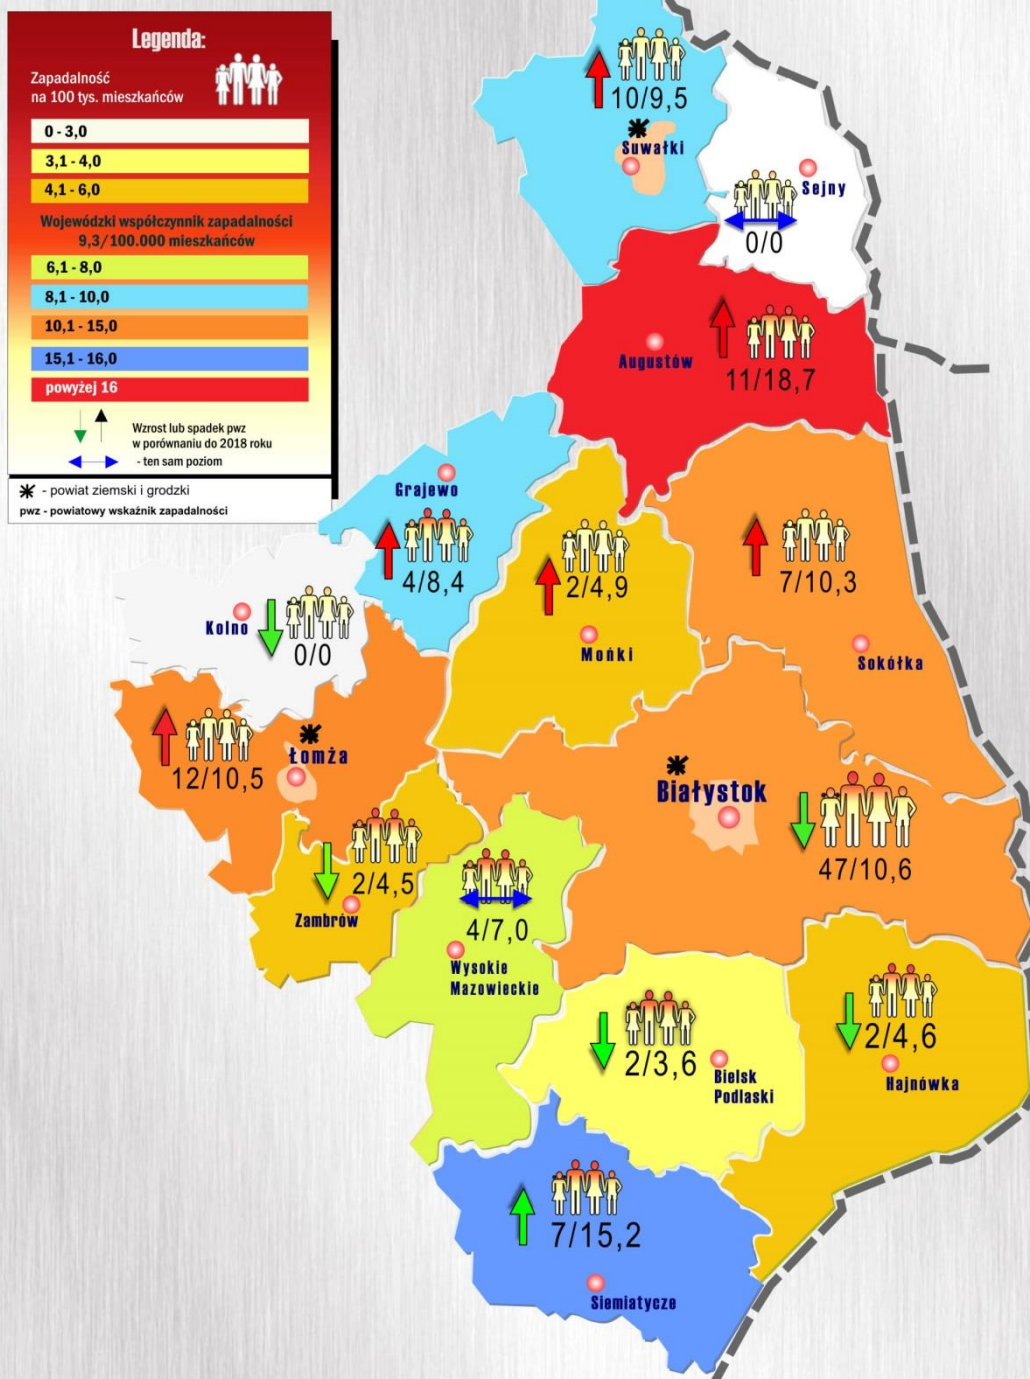 Legenda:
Zapadalność
na 100 tys. mieszkańców
0 - 3,0
3,1 - 4,0
4,1 - 6,0
Wojewódzki współczynnik zapadalności
9,3/100.000 mieszkańców
6,1 - 8,0
8,1 - 10,0
10,1 - 15,0
15,1 - 16,0
powyżej 16
Wzrost lub spadek pwz
w porównaniu do 2018 roku
- ten sam poziom
- powiat ziemski i grodzki
pwz - powiatowy wskaźnik zapadalności
10/9,5
Suwałki
Sejny
0/0
Augustów
11/18,7
Grajewo
4/8,4
2/4,9
Mońki
7/10,3
Sokółka
Kolno
0/0
12/10,5
Łomża
Białystok
47/10,6
2/4,5
Zambrów
4/7,0
Wysokie
Mazowieckie
2/3,6
Bielsk
Podlaski
2/4,6
Hajnówka
7/15,2
Siemiatycze